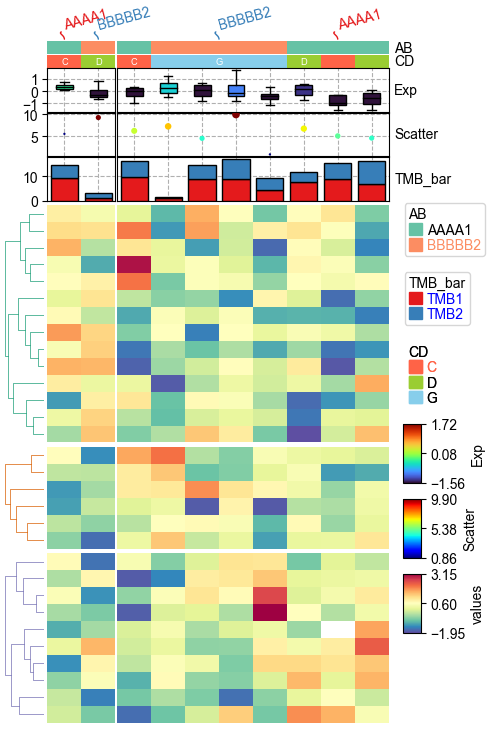 AAAA1
BBBBB2
BBBBB2
AAAA1
AB
C
D
C
G
D
C
CD
1
0
−1
Exp
10
5
Scatter
10
0
TMB_bar
AB
AAAA1
BBBBB2
TMB_bar
TMB1
TMB2
CD
C
D
G
1.72
0.08
−1.56
Exp
9.90
5.38
0.86
Scatter
3.15
0.60
−1.95
values